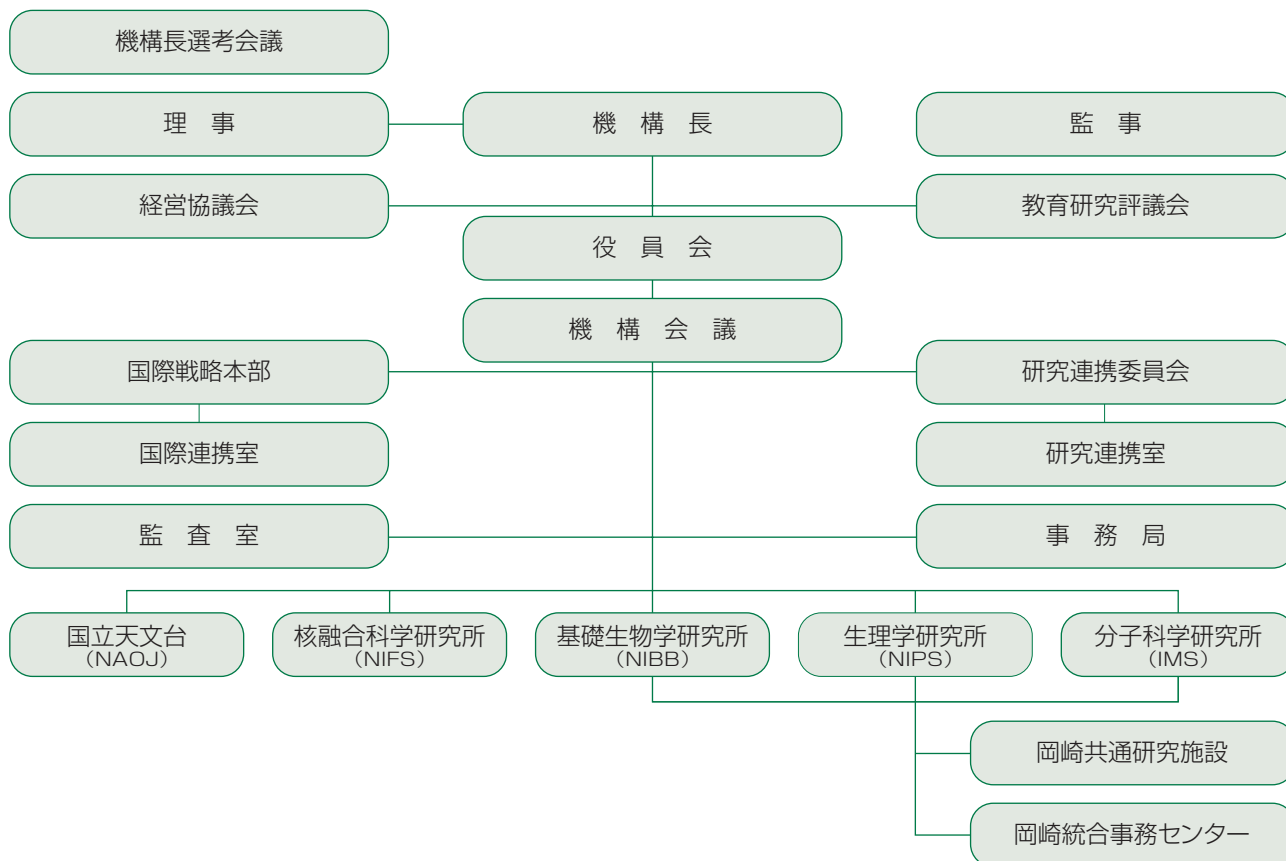 機構長選考会議
理　事
機　構　長
監　事
経営協議会
教育研究評議会
役　員　会
機　構　会　議
国際戦略本部
研究連携委員会
国際連携室
研究連携室
監　査　室
事　務　局
国立天文台
（NAOJ）
核融合科学研究所
（NIFS）
基礎生物学研究所
（NIBB）
生理学研究所
（NIPS）
分子科学研究所
（IMS）
岡崎共通研究施設
岡崎統合事務センター